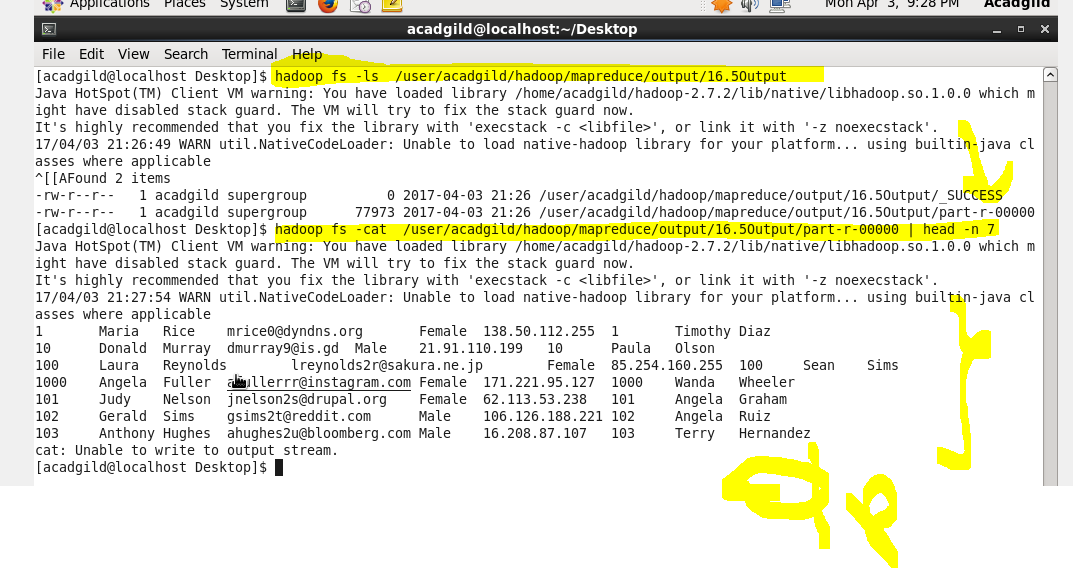 Applications Places System Mon Apr 3, 9:28 PM Acadgild
acadgild@localhost:~/Desktop
File Edit View Search Terminal Help
[acadgild@localhost Desktop]$ hadoop fs -ls /user/acadgild/hadoop/mapreduce/output/16.5Output
Java HotSpot(TM) Client VM warning: You have loaded library /home/acadgild/hadoop-2.7.2/lib/native/libhadoop.so.1.0.0 which m
ight have disabled stack guard. The VM will try to fix the stack guard now.
It's highly recommended that you fix the library with 'execstack -c <libfile>', or link it with '-z noexecstack'.
17/04/03 21:26:49 WARN util.NativeCodeLoader: Unable to load native-hadoop library for your platform... using builtin-java cl
asses where applicable
^[[AFound 2 items
-rw-r--r-- 1 acadgild supergroup 0 2017-04-03 21:26 /user/acadgild/hadoop/mapreduce/output/16.5Output/_SUCCESS
-rw-r--r-- 1 acadgild supergroup 77973 2017-04-03 21:26 /user/acadgild/hadoop/mapreduce/output/16.5Output/part-r-00000
[acadgild@localhost Desktop]$ hadoop fs -cat /user/acadgild/hadoop/mapreduce/output/16.5Output/part-r-00000 | head -n 7
Java HotSpot(TM) Client VM warning: You have loaded library /home/acadgild/hadoop-2.7.2/lib/native/libhadoop.so.1.0.0 which m
ight have disabled stack guard. The VM will try to fix the stack guard now.
It's highly recommended that you fix the library with 'execstack -c <libfile>', or link it with '-z noexecstack'.
17/04/03 21:27:54 WARN util.NativeCodeLoader: Unable to load native-hadoop library for your platform... using builtin-java cl
asses where applicable
1 Maria Rice mrice0@dyndns.org Female 138.50.112.255 1 Timothy Diaz
10 Donald Murray dmurray9@is.gd Male 21.91.110.199 10 Paula Olson
100 Laura Reynolds lreynolds2r@sakura.ne.jp Female 85.254.160.255 100 Sean Sims
1000 Angela Fuller afullerrr@instagram.com Female 171.221.95.127 1000 Wanda Wheeler
101 Judy Nelson jnelson2s@drupal.org Female 62.113.53.238 101 Angela Graham
102 Gerald Sims gsims2t@reddit.com Male 106.126.188.221 102 Angela Ruiz
103 Anthony Hughes ahughes2u@bloomberg.com Male 16.208.87.107 103 Terry Hernandez
cat: Unable to write to output stream.
[acadgild@localhost Desktop]$